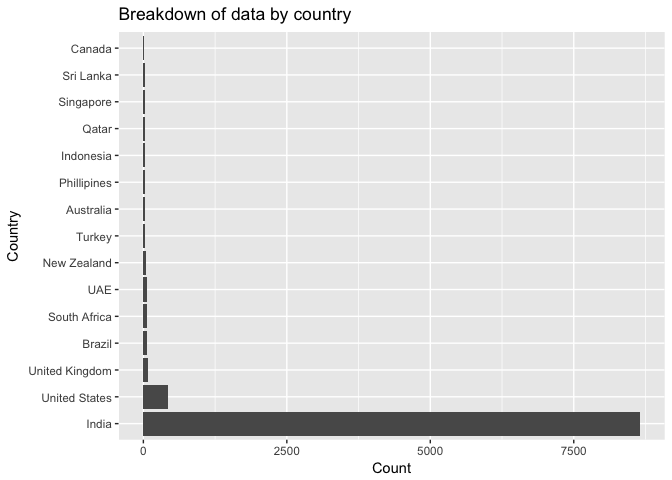 Breakdown of data by country
Country
Canada
Sri Lanka
Singapore
Qatar
Indonesia
Phillipines
Australia
Turkey
New Zealand
UAE
South Africa
Brazil
United Kingdom
United States
India
0 2500 5000 7500
Count